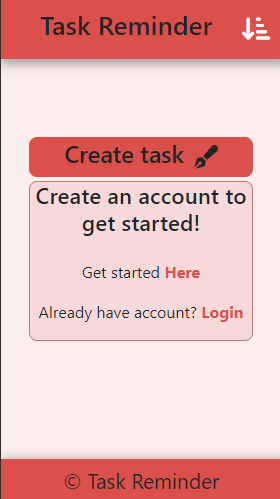 Task Reminder
Create task
Create an account to
get started!
Get started Here
Already have account? Login
© Task Reminder